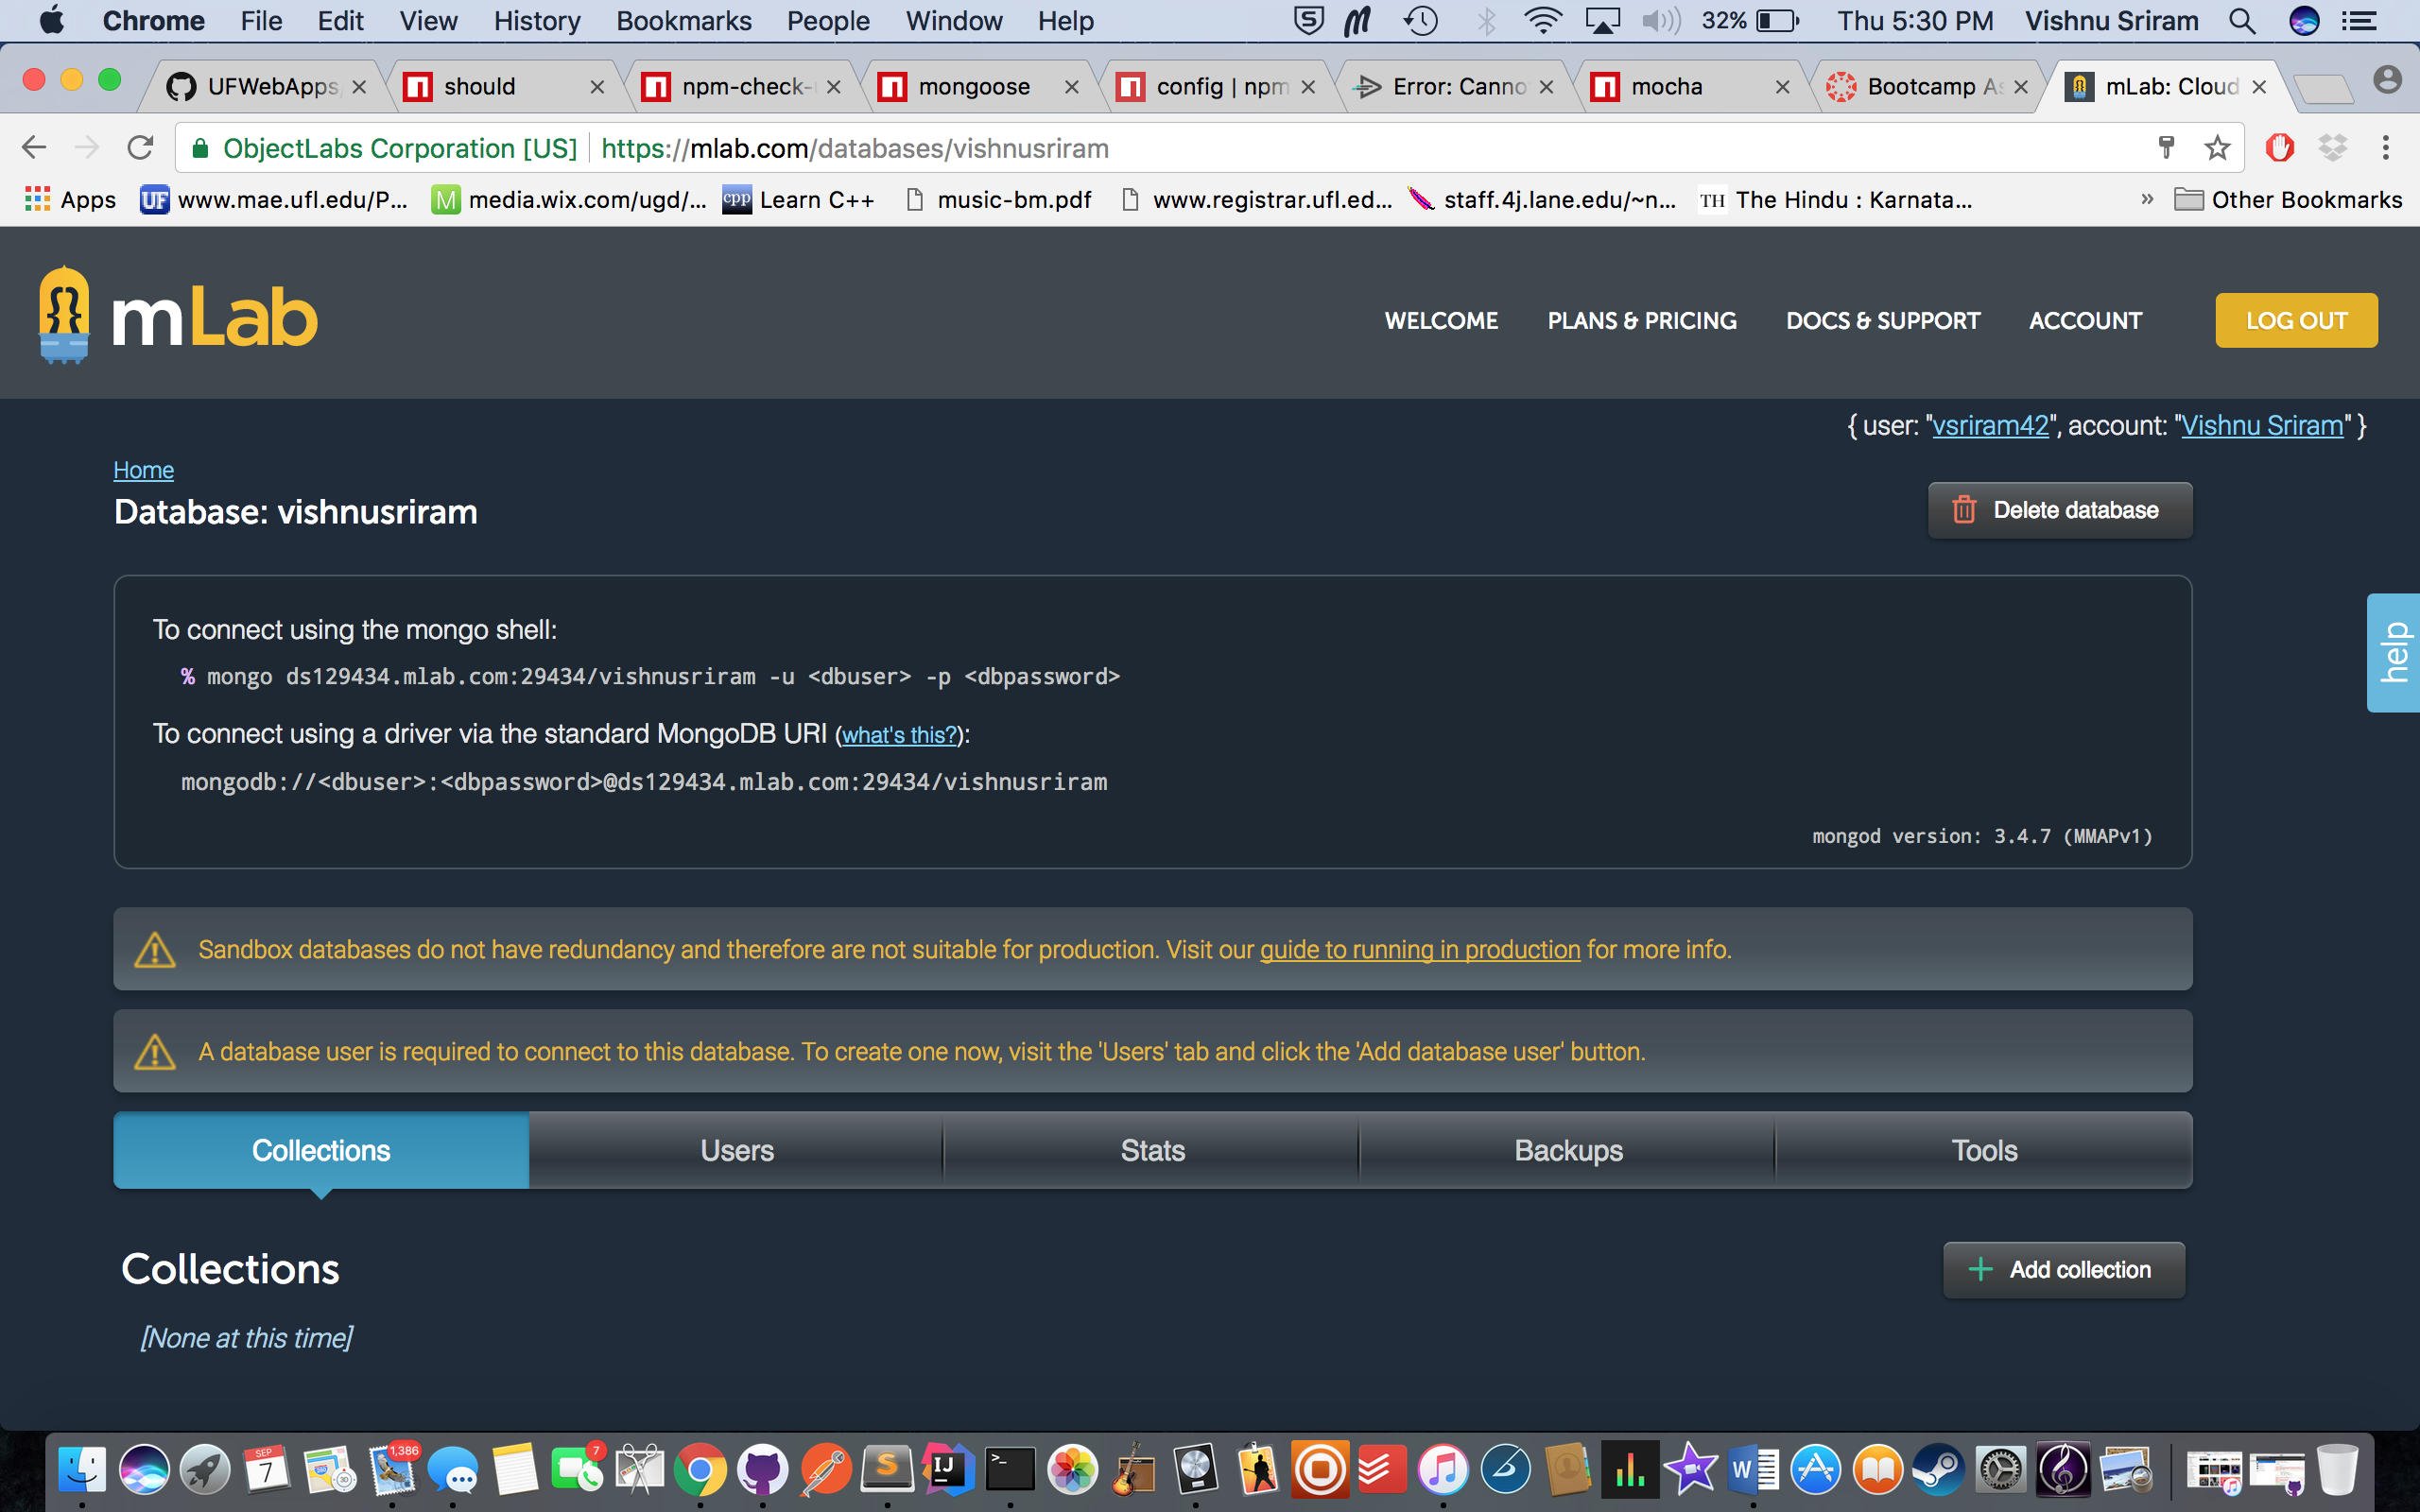 Chrome File Edit View History Bookmarks People Window Help 32% Thu 5:30 PM Vishnu Sriram
UFWebApps, should npm-check- mongoose config | npm Error: Canno mocha Bootcamp As mLab: Cloud
ObjectLabs Corporation [US] https://mlab.com/databases/vishnusriram
Apps UF www.mae.ufl.edu/P... M media.wix.com/ugd/... cpp Learn C++ music-bm.pdf www.registrar.ufl.ed... staff.4j.lane.edu/~n... TH The Hindu : Karnata... » Other Bookmarks
mLab WELCOME PLANS & PRICING DOCS & SUPPORT ACCOUNT LOG OUT
{ user: "vsriram42", account: "Vishnu Sriram" }
Home
Database: vishnusriram Delete database
To connect using the mongo shell:
% mongo ds129434.mlab.com:29434/vishnusriram -u <dbuser> -p <dbpassword>
To connect using a driver via the standard MongoDB URI (what's this?):
mongodb://<dbuser>:<dbpassword>@ds129434.mlab.com:29434/vishnusriram
mongod version: 3.4.7 (MMAPv1)
help
Sandbox databases do not have redundancy and therefore are not suitable for production. Visit our guide to running in production for more info.
A database user is required to connect to this database. To create one now, visit the 'Users' tab and click the 'Add database user' button.
Collections Users Stats Backups Tools
Collections Add collection
[None at this time]
SEP 7 3D 1,386 7 S IJ >_ W